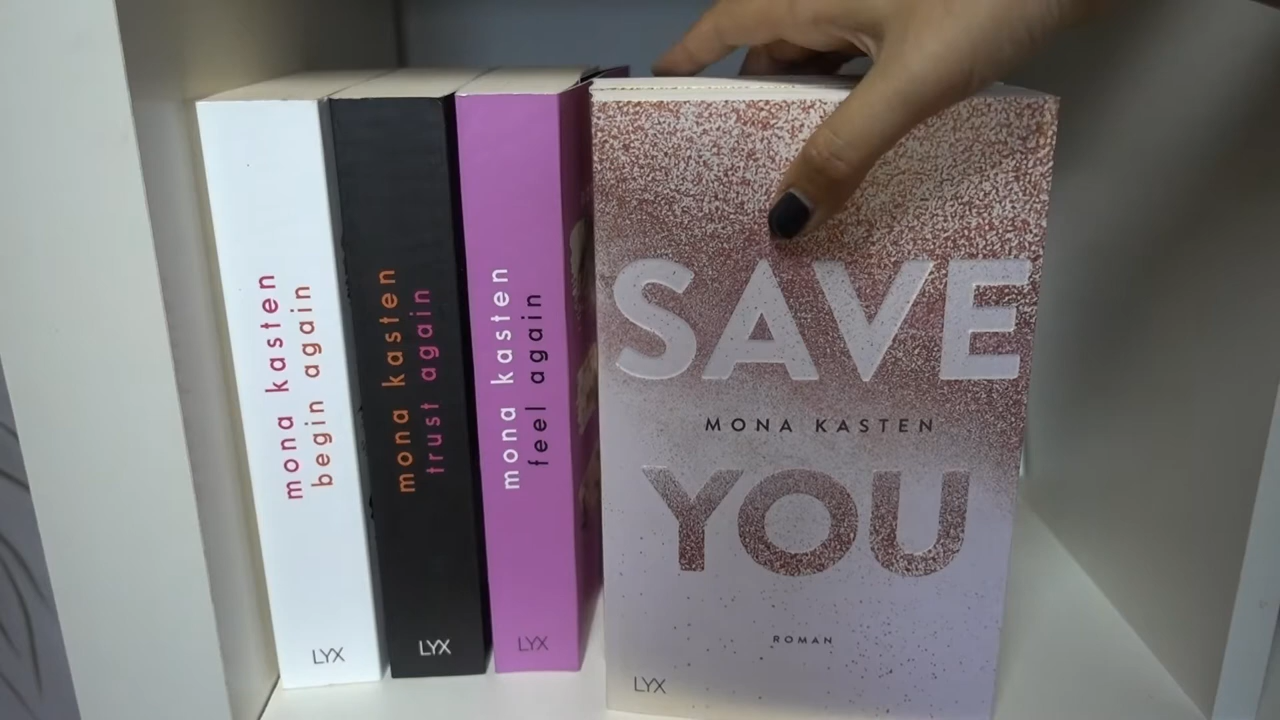 mona kasten
begin again
LYX
mona kasten
trust again
LYX
mona kasten
feel again
LYX
SAVE
MONA KASTEN
YOU
ROMAN
LYX